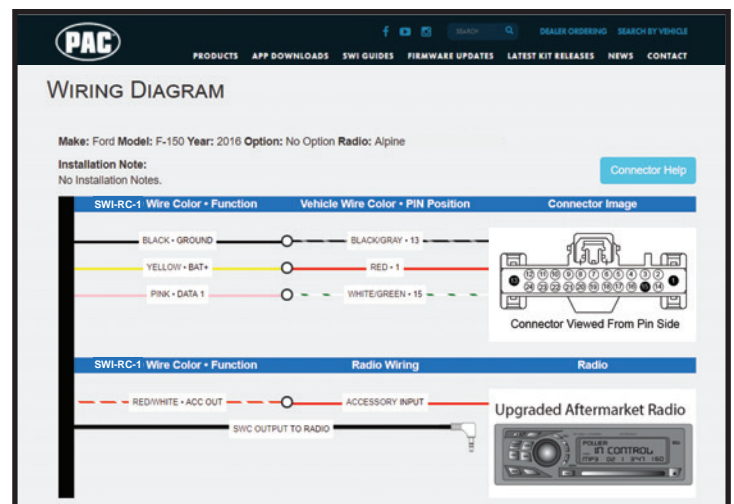 PAC
SEARCH
DEALER ORDERING SEARCH BY VEHICLE
PRODUCTS APP DOWNLOADS SWI GUIDES FIRMWARE UPDATES LATEST KIT RELEASES NEWS CONTACT
WIRING DIAGRAM
Make: Ford Model: F-150 Year: 2016 Option: No Option Radio: Alpine
Installation Note:
No Installation Notes.
Connector Help
SWI-RC-1 Wire Color • Function Vehicle Wire Color • PIN Position Connector Image
BLACK • GROUND BLACK/GRAY • 13
YELLOW • BAT+ RED • 1
PINK • DATA 1 WHITE/GREEN • 15
13 12 11 10 9 8 7 6 5 4 3 2 1
24 23 22 21 20 19 18 17 16 15 14
Connector Viewed From Pin Side
SWI-RC-1 Wire Color • Function Radio Wiring Radio
RED/WHITE • ACC OUT ACCESSORY INPUT
SWC OUTPUT TO RADIO
Upgraded Aftermarket Radio
POWER
IN CONTROL
MP3 02 1 347 160